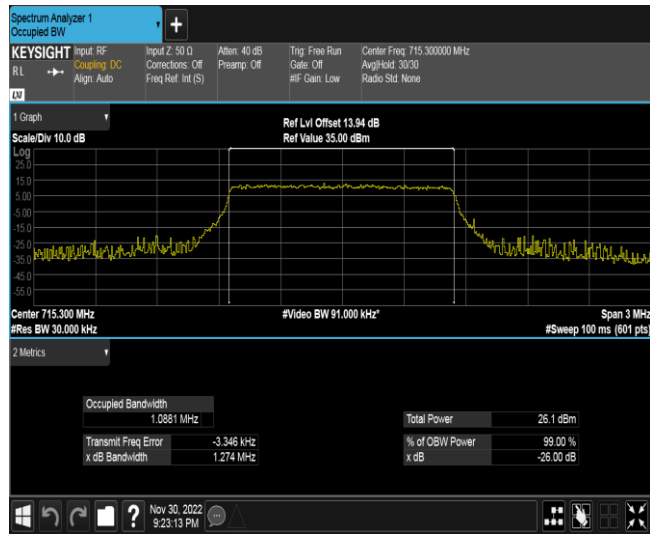 Spectrum Analyzer 1
Occupied BW
+
KEYSIGHT
RL
LXI
Input: RF
Coupling: DC
Align: Auto
Input Z: 50 Ω
Corrections: Off
Freq Ref: Int (S)
Atten: 40 dB
Preamp: Off
Trig: Free Run
Gate: Off
#IF Gain: Low
Center Freq: 715.300000 MHz
Avg|Hold: 30/30
Radio Std: None
1 Graph
Scale/Div 10.0 dB
Ref Lvl Offset 13.94 dB
Ref Value 35.00 dBm
Log
25.0
15.0
5.00
-5.00
-15.0
-25.0
-35.0
-45.0
-55.0
Center 715.300 MHz
#Res BW 30.000 kHz
#Video BW 91.000 kHz*
Span 3 MHz
#Sweep 100 ms (601 pts)
2 Metrics
Occupied Bandwidth
1.0881 MHz
Total Power 26.1 dBm
Transmit Freq Error -3.346 kHz
% of OBW Power 99.00 %
x dB Bandwidth 1.274 MHz
x dB -26.00 dB
?
Nov 30, 2022
9:23:13 PM